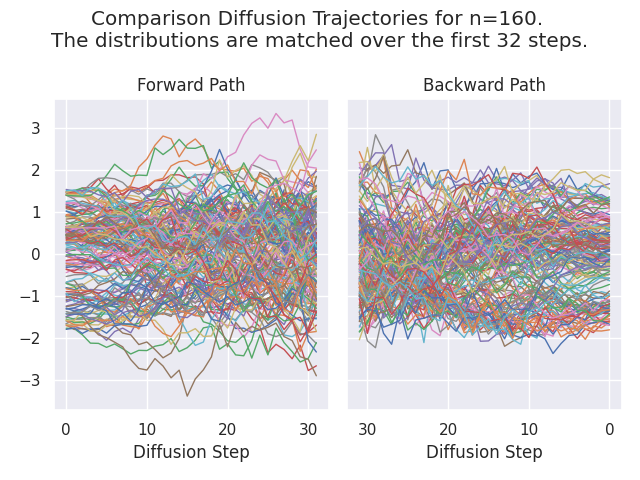 Comparison Diffusion Trajectories for n=160.
The distributions are matched over the first 32 steps.
Forward Path
Backward Path
3
2
1
0
−1
−2
−3
0 10 20 30
30 20 10 0
Diffusion Step
Diffusion Step